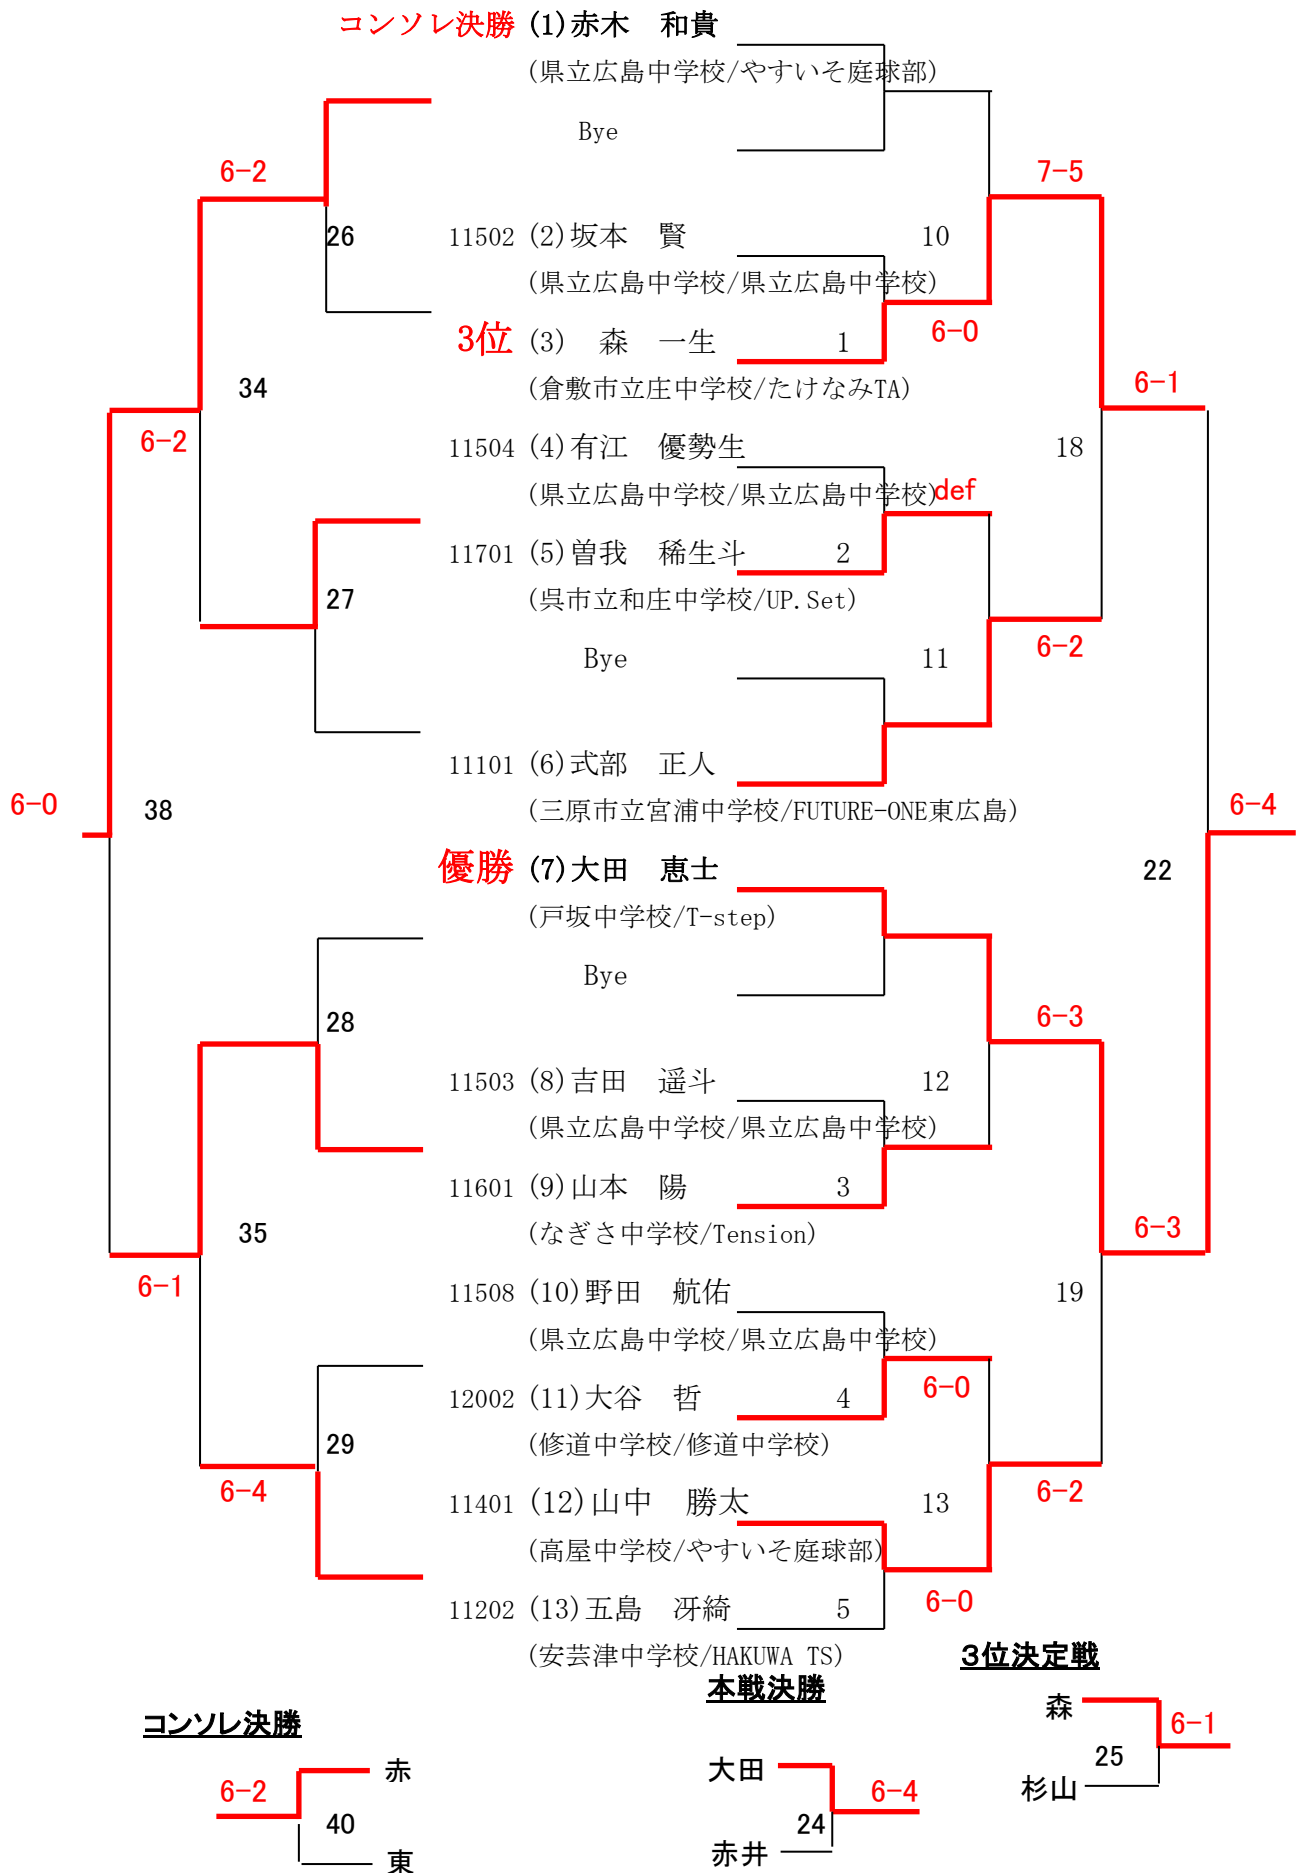 コンソレ決勝 (1)赤木　和貴
(県立広島中学校/やすいそ庭球部)
Bye
6-2
7-5
26
11502 (2)坂本　賢
10
(県立広島中学校/県立広島中学校)
3位 (3)　森　一生
1
6-0
(倉敷市立庄中学校/たけなみTA)
34
6-1
6-2
11504 (4)有江　優勢生
18
(県立広島中学校/県立広島中学校)
def
11701 (5)曽我　稀生斗
2
27
(呉市立和庄中学校/UP.Set)
6-2
Bye
11
11101 (6)式部　正人
(三原市立宮浦中学校/FUTURE-ONE東広島)
6-0
38
6-4
優勝 (7)大田　恵士
22
(戸坂中学校/T-step)
Bye
28
6-3
11503 (8)吉田　遥斗
12
(県立広島中学校/県立広島中学校)
11601 (9)山本　陽
3
(なぎさ中学校/Tension)
35
6-3
6-1
11508 (10)野田　航佑
19
(県立広島中学校/県立広島中学校)
12002 (11)大谷　哲
4
6-0
(修道中学校/修道中学校)
29
6-4
11401 (12)山中　勝太
13
6-2
(高屋中学校/やすいそ庭球部)
11202 (13)五島　冴綺
5
6-0
(安芸津中学校/HAKUWA TS)
3位決定戦
本戦決勝
コンソレ決勝
森
6-1
25
杉山
赤
6-2
40
東
大田
6-4
24
赤井